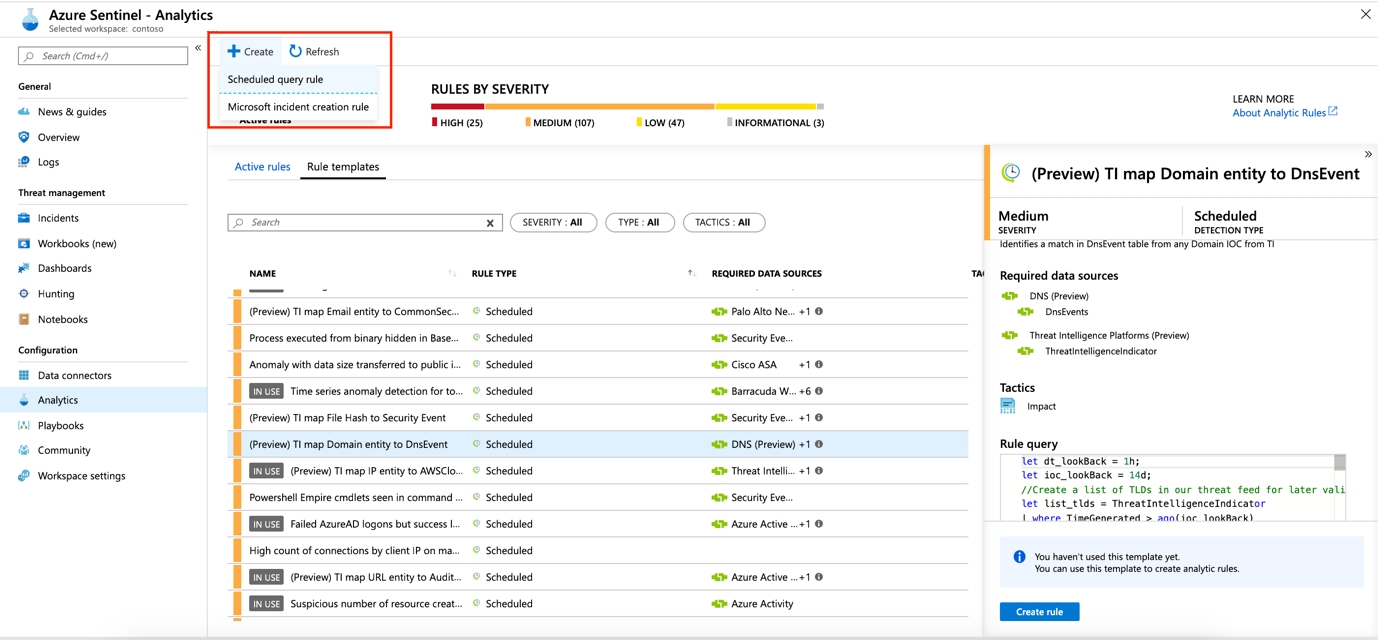 Azure Sentinel - Analytics
Selected workspace: contoso
Search (Cmd+/)
«
General
News & guides
Overview
Logs
Threat management
Incidents
Workbooks (new)
Dashboards
Hunting
Notebooks
Configuration
Data connectors
Analytics
Playbooks
Community
Workspace settings
Create Refresh
Scheduled query rule
Microsoft incident creation rule
Active rules
RULES BY SEVERITY
HIGH (25) MEDIUM (107) LOW (47) INFORMATIONAL (3)
LEARN MORE
About Analytic Rules
Active rules Rule templates
Search SEVERITY : All TYPE : All TACTICS : All
NAME RULE TYPE REQUIRED DATA SOURCES TAC
(Preview) TI map Email entity to CommonSec... Scheduled Palo Alto Ne... +1
Process executed from binary hidden in Base... Scheduled Security Eve...
Anomaly with data size transferred to public i... Scheduled Cisco ASA +1
IN USE Time series anomaly detection for to... Scheduled Barracuda W... +6
(Preview) TI map File Hash to Security Event Scheduled Security Eve... +1
(Preview) TI map Domain entity to DnsEvent Scheduled DNS (Preview) +1
IN USE (Preview) TI map IP entity to AWSClo... Scheduled Threat Intelli... +1
Powershell Empire cmdlets seen in command ... Scheduled Security Eve...
IN USE Failed AzureAD logons but success l... Scheduled Azure Active ... +1
High count of connections by client IP on ma... Scheduled
IN USE (Preview) TI map URL entity to Audit... Scheduled Azure Active ... +1
IN USE Suspicious number of resource creat... Scheduled Azure Activity
»
(Preview) TI map Domain entity to DnsEvent
Medium Scheduled
SEVERITY DETECTION TYPE
Identifies a match in DnsEvent table from any Domain IOC from TI
Required data sources
DNS (Preview)
DnsEvents
Threat Intelligence Platforms (Preview)
ThreatIntelligenceIndicator
Tactics
Impact
Rule query
let dt_lookBack = 1h;
let ioc_lookBack = 14d;
//Create a list of TLDs in our threat feed for later vali
let list_tlds = ThreatIntelligenceIndicator
| where TimeGenerated > ago(ioc_lookBack)
You haven't used this template yet.
You can use this template to create analytic rules.
Create rule